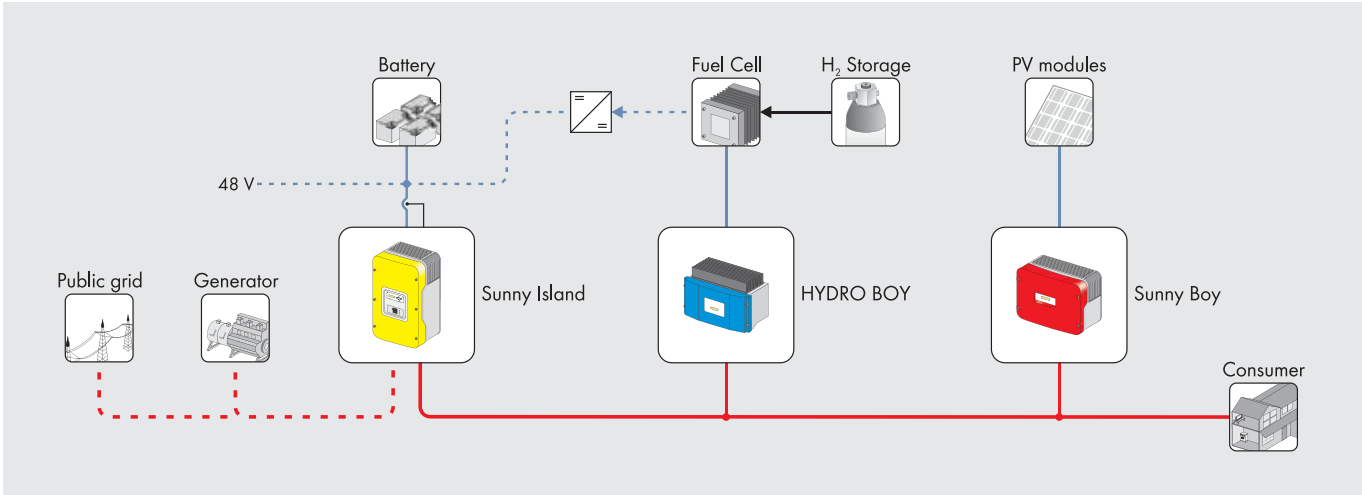 Battery
Fuel Cell
H₂ Storage
PV modules
48 V
Public grid
Generator
Sunny Island
HYDRO BOY
Sunny Boy
Consumer